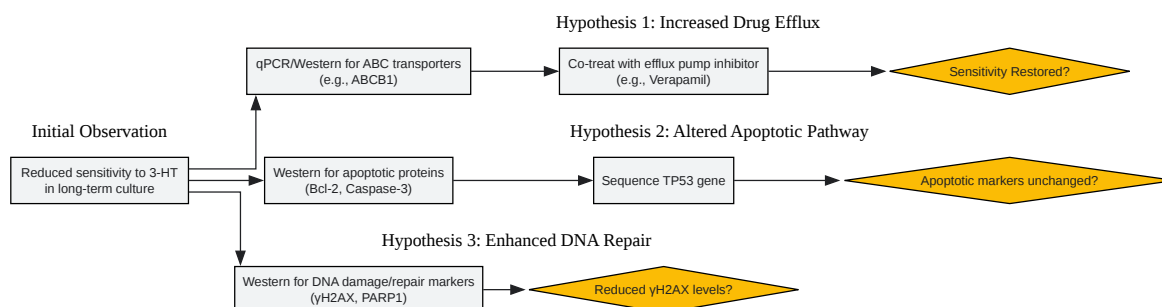 Hypothesis 1: Increased Drug Efflux
qPCR/Western for ABC transporters
(e.g., ABCB1)
Co-treat with efflux pump inhibitor
(e.g., Verapamil)
Sensitivity Restored?
Initial Observation
Reduced sensitivity to 3-HT
in long-term culture
Hypothesis 2: Altered Apoptotic Pathway
Western for apoptotic proteins
(Bcl-2, Caspase-3)
Sequence TP53 gene
Apoptotic markers unchanged?
Hypothesis 3: Enhanced DNA Repair
Western for DNA damage/repair markers
(γH2AX, PARP1)
Reduced γH2AX levels?